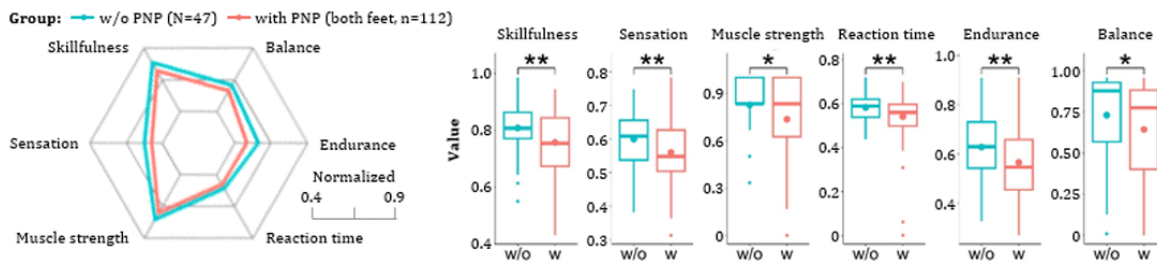 Group: w/o PNP (N=47) with PNP (both feet, n=112)
Skillfulness
Balance
Sensation
Endurance
Normalized
0.4 0.9
Muscle strength
Reaction time
Value
Skillfulness
**
1.0
0.8
0.6
0.4
w/o w
Sensation
**
0.8
0.7
0.6
0.5
0.4
0.3
w/o w
Muscle strength
*
0.9
0.6
0.3
0
w/o w
Reaction time
**
0.8
0.6
0.4
0.2
0
w/o w
Endurance
**
0.8
0.6
0.4
w/o w
Balance
*
1.00
0.75
0.50
0.25
0
w/o w